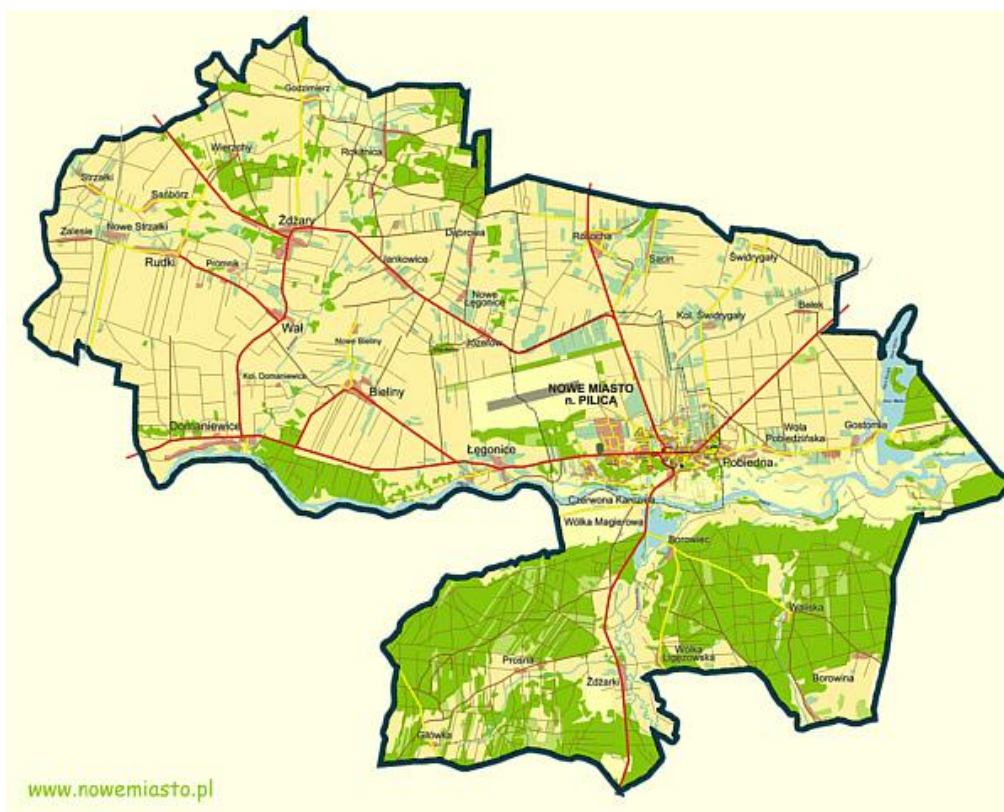 Godzimierz
Wierzchy
Rokitnica
Strzałki
Sańbórz
Zalesie
Nowe Strzałki
Żdżary
Rudki
Promnik
Jankowice
Dąbrowa
Rosocha
Sacin
Świdrygały
Nowe
Łęgonice
Bełek
Kol. Świdrygały
Wał
Nowe Bieliny
Józefów
Kol. Domaniewice
Bieliny
NOWE MIASTO
n. PILICĄ
Domaniewice
Łęgonice
Wola
Pobiedzińska
Gostomia
Pobiedna
Czerwona Karczma
Wólka Magierowa
Borowiec
Waliska
Wólka
Ligęzowska
Prosna
Żdżarki
Borowina
Gilówka
www.nowemiasto.pl